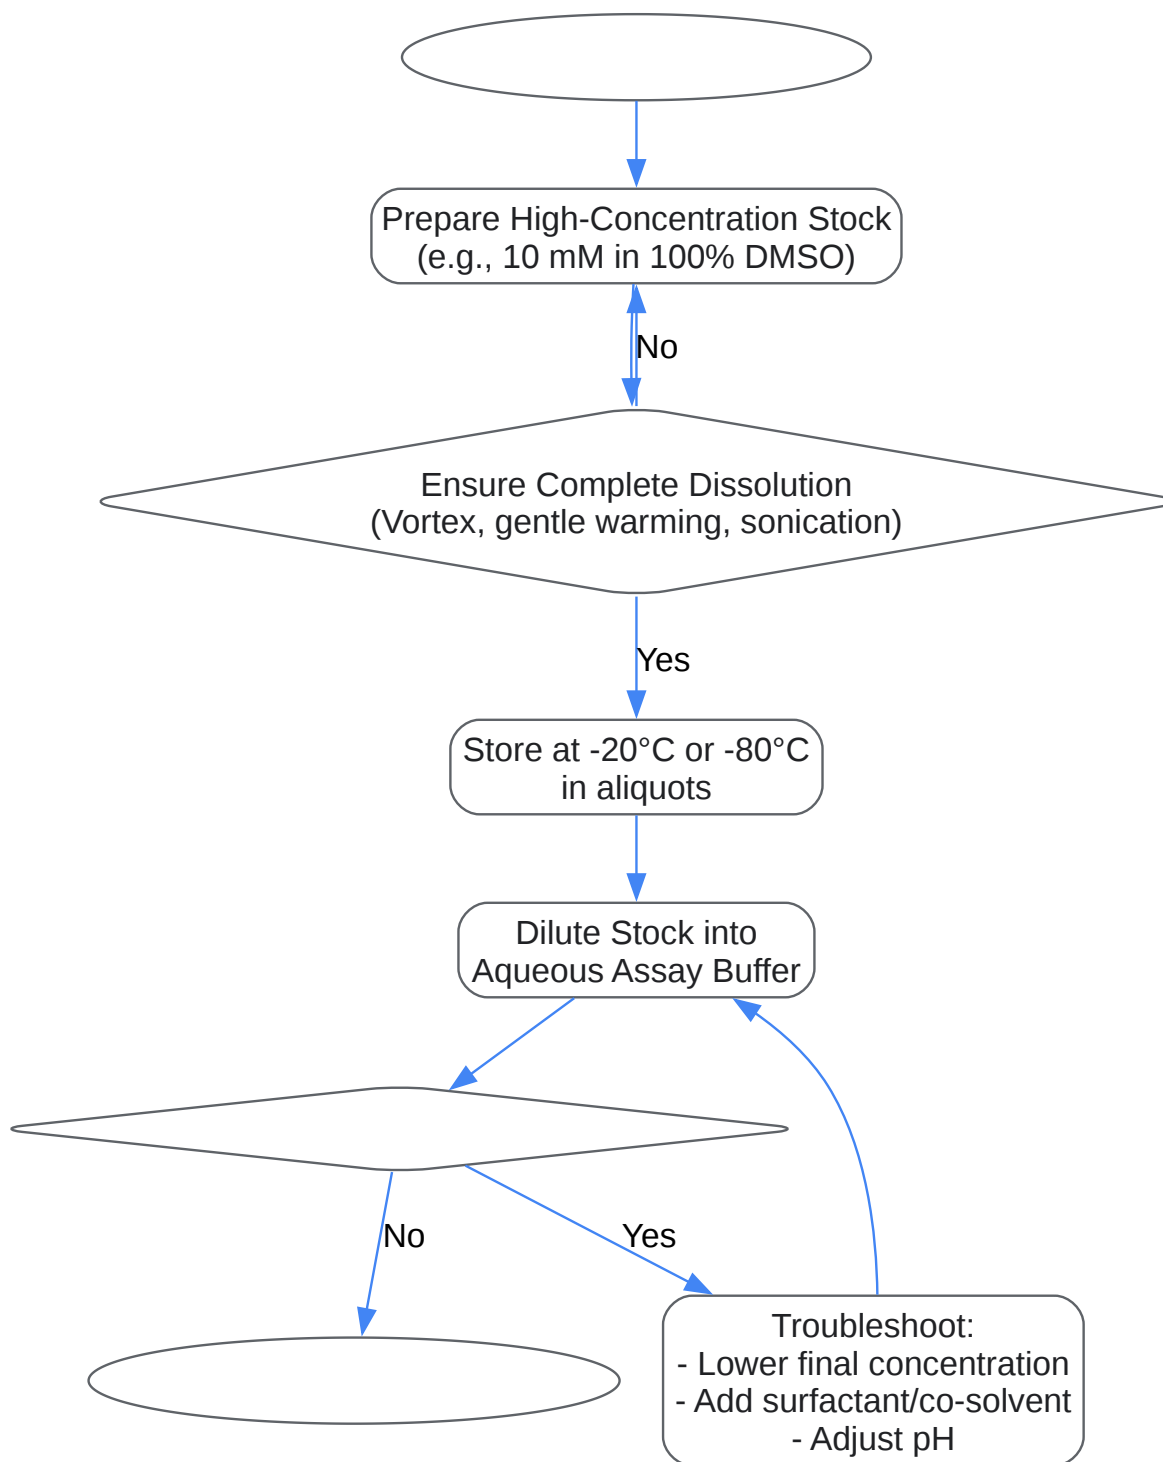 Prepare High-Concentration Stock
(e.g., 10 mM in 100% DMSO)
No
Ensure Complete Dissolution
(Vortex, gentle warming, sonication)
Yes
Store at -20°C or -80°C
in aliquots
Dilute Stock into
Aqueous Assay Buffer
No
Yes
Troubleshoot:
- Lower final concentration
- Add surfactant/co-solvent
- Adjust pH